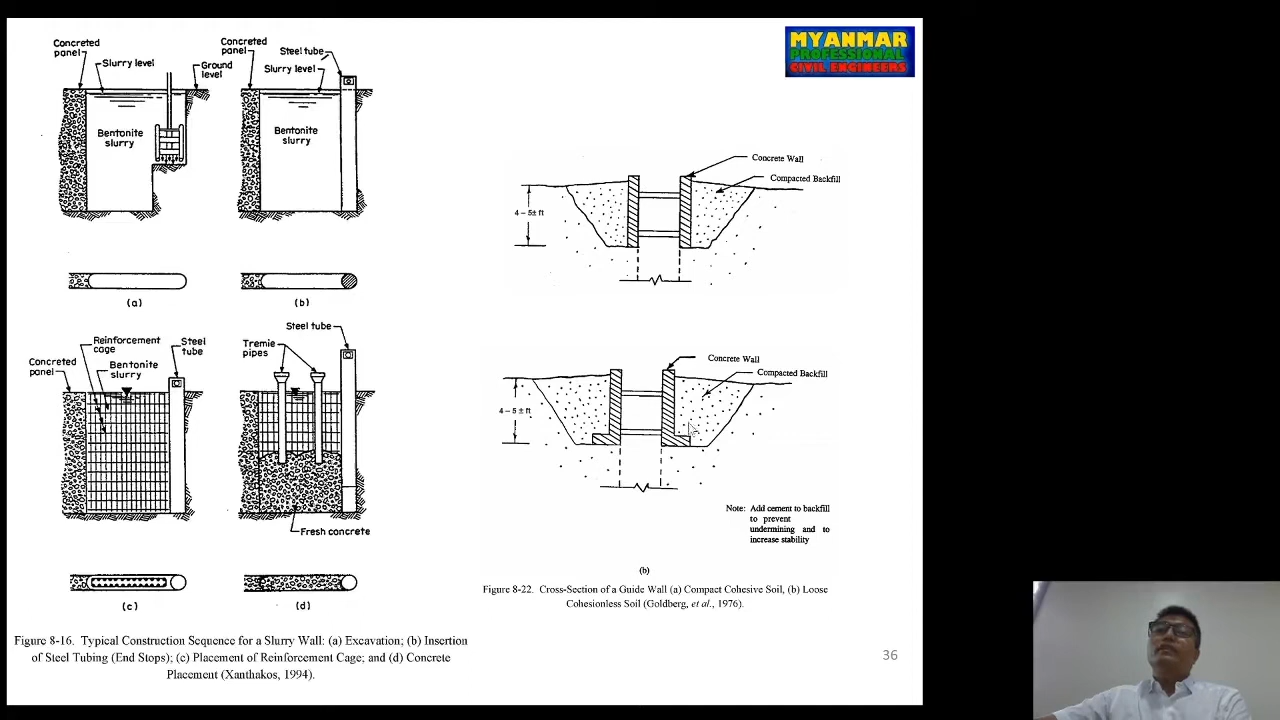 MYANMAR
PROFESSIONAL
CIVIL ENGINEERS
Concreted
panel
Slurry level
Ground
level
Bentonite
slurry
(a)
Concreted
panel
Steel tube
Slurry level
Bentonite
slurry
(b)
Reinforcement
cage
Steel
tube
Concreted
panel
Bentonite
slurry
(c)
Steel tube
Tremie
pipes
Fresh concrete
(d)
Figure 8-16. Typical Construction Sequence for a Slurry Wall: (a) Excavation; (b) Insertion
of Steel Tubing (End Stops); (c) Placement of Reinforcement Cage; and (d) Concrete
Placement (Xanthakos, 1994).
Concrete Wall
Compacted Backfill
4 – 5± ft
Concrete Wall
Compacted Backfill
4 – 5 ± ft
Note: Add cement to backfill
to prevent
undermining and to
increase stability
(b)
Figure 8-22. Cross-Section of a Guide Wall (a) Compact Cohesive Soil, (b) Loose
Cohesionless Soil (Goldberg, et al., 1976).
36